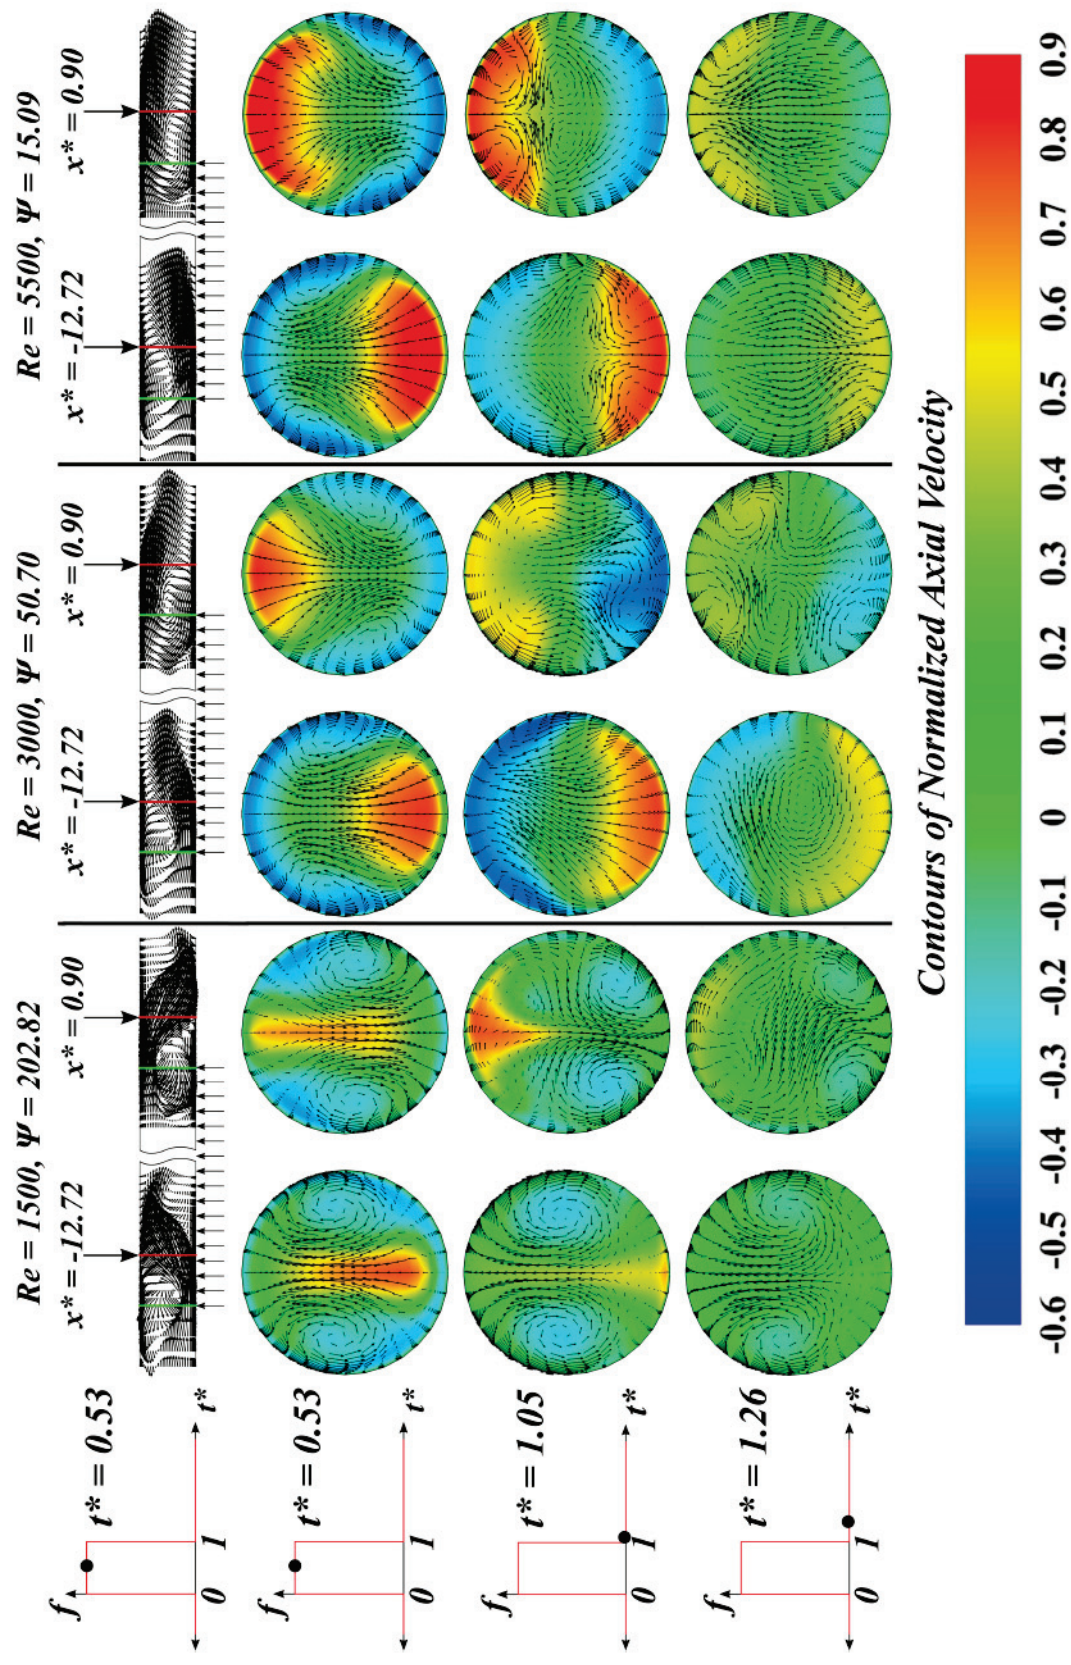 Re = 1500, Ψ = 202.82
Re = 3000, Ψ = 50.70
Re = 5500, Ψ = 15.09
x* = -12.72
x* = 0.90
x* = -12.72
x* = 0.90
x* = -12.72
x* = 0.90
f
t* = 0.53
0
1
t*
f
t* = 0.53
0
1
t*
f
t* = 1.05
0
1
t*
f
t* = 1.26
0
1
t*
Contours of Normalized Axial Velocity
-0.6 -0.5 -0.4 -0.3 -0.2 -0.1 0 0.1 0.2 0.3 0.4 0.5 0.6 0.7 0.8 0.9